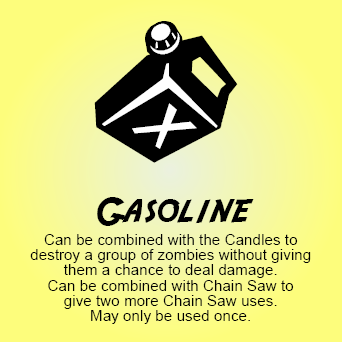 GASOLINE
Can be combined with the Candles to
destroy a group of zombies without giving
them a chance to deal damage.
Can be combined with Chain Saw to
give two more Chain Saw uses.
May only be used once.